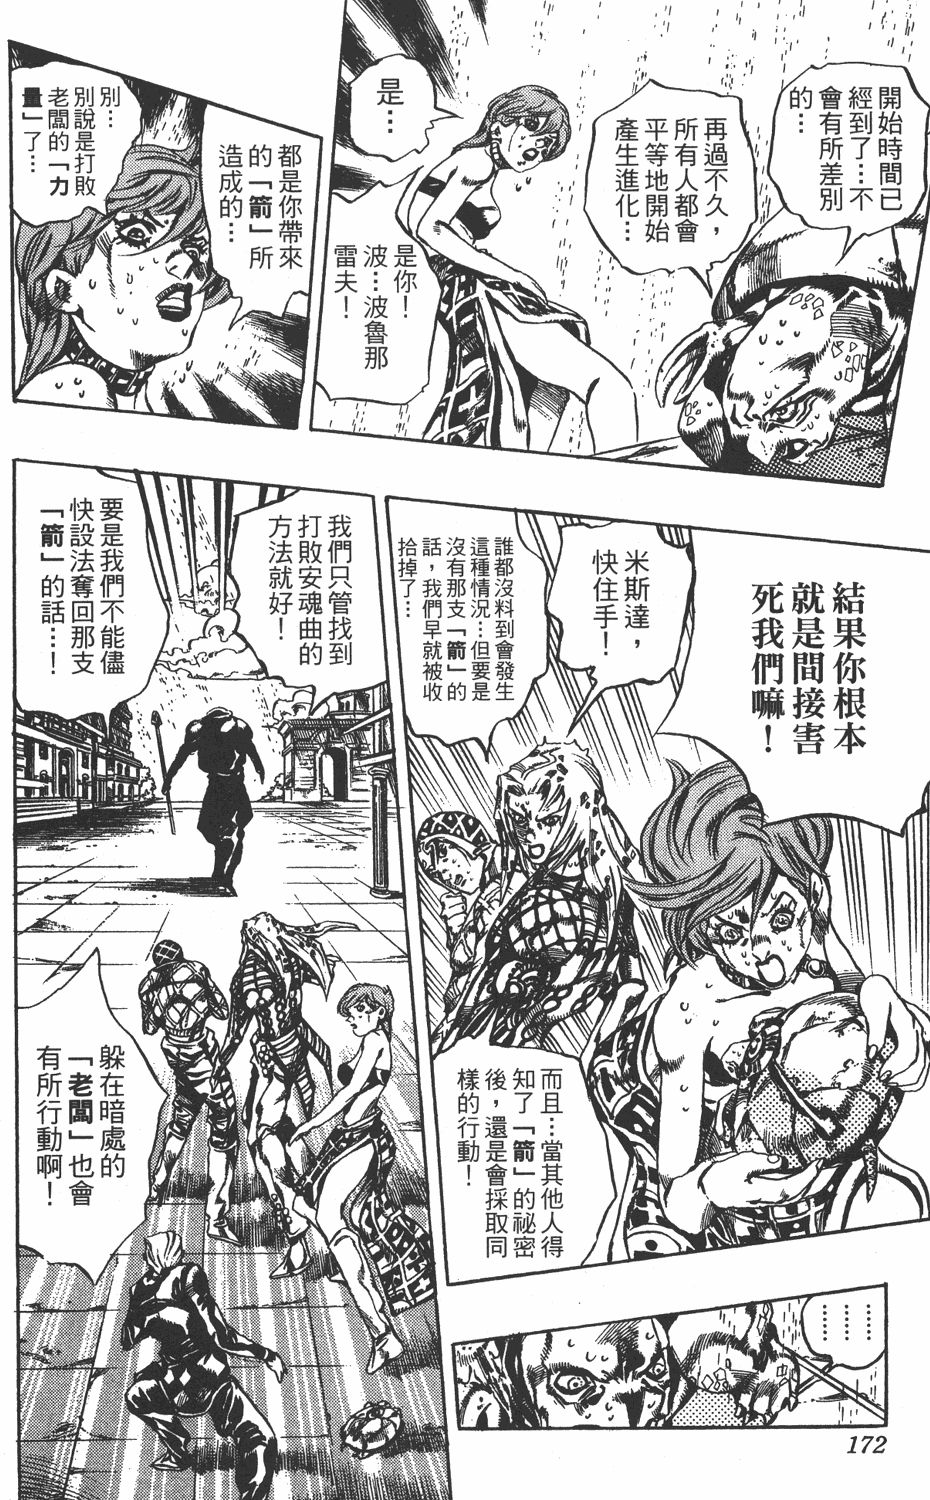 開始時間已
經到了…不
會有所差別
的…
再過不久，
所有人都會
平等地開始
產生進化…
是…
是你！
波…波魯那
雷夫！
都是你帶來
的「箭」所
造成的…
別…
別說是打敗
老闆的「力
量」了…
結果你根本
就是間接害
死我們嘛！
米斯達，
快住手！
誰都沒料到會發生
這種情況…但要是
沒有那支「箭」的
話，我們早就被收
拾掉了…
而且…當其他人得
知了「箭」的祕密
後，還是會採取同
樣的行動！
………
………
我們只管找到
打敗安魂曲的
方法就好！
要是我們不能儘
快設法奪回那支
「箭」的話…！
躲在暗處的
「老闆」也會
有所行動啊！
172